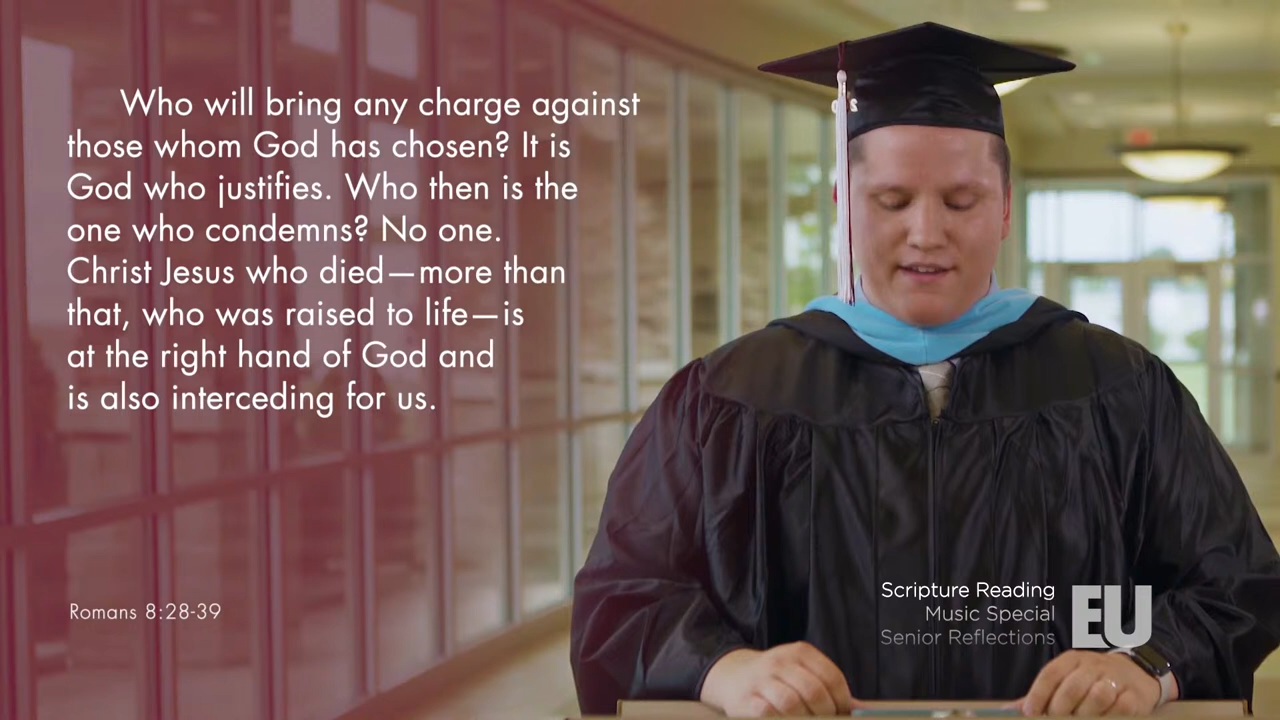 Who will bring any charge against
those whom God has chosen? It is
God who justifies. Who then is the
one who condemns? No one.
Christ Jesus who died—more than
that, who was raised to life—is
at the right hand of God and
is also interceding for us.
Romans 8:28-39
Scripture Reading
Music Special
Senior Reflections
EU